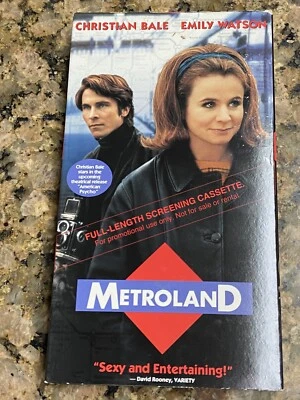 CHRISTIAN BALE EMILY WATSON
Christian Bale
stars in the
upcoming
theatrical release
"American
Psycho"
FULL-LENGTH SCREENING CASSETTE.
For promotional use only. Not for sale or rental.
METROLAND
"Sexy and Entertaining!"
— David Rooney, VARIETY